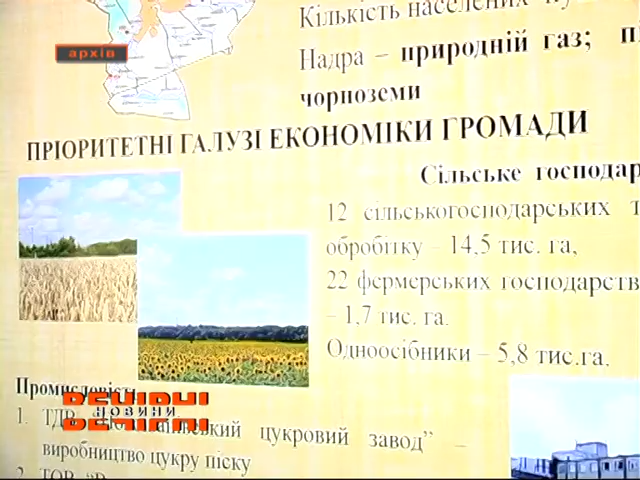 Кількість населених
архів
Надра – природній газ;
чорноземи
ПРІОРИТЕТНІ ГАЛУЗІ ЕКОНОМІКИ ГРОМАДИ
Сільське господар
12 сільськогосподарських т
обробітку – 14,5 тис. га,
22 фермерських господарств
– 1,7 тис. га.
Одноосібники – 5,8 тис.га.
Промисловість
ВЕЧІРНІ
НОВИНИ
1. цукровий завод” –
виробництво цукру піску
2. ТОВ